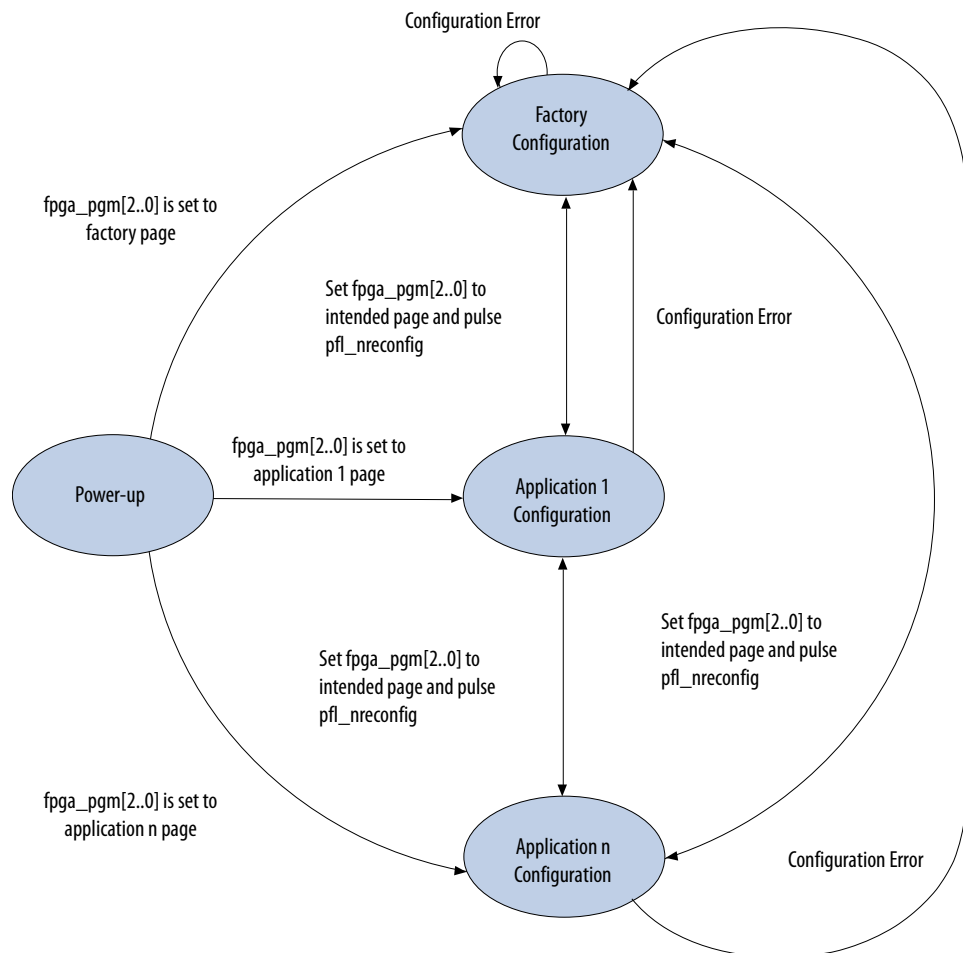 Configuration Error
Factory
Configuration
fpga_pgm[2..0] is set to
factory page
Set fpga_pgm[2..0] to
intended page and pulse
pfl_nreconfig
Configuration Error
fpga_pgm[2..0] is set to
application 1 page
Power-up
Application 1
Configuration
Set fpga_pgm[2..0] to
intended page and pulse
pfl_nreconfig
Set fpga_pgm[2..0] to
intended page and pulse
pfl_nreconfig
fpga_pgm[2..0] is set to
application n page
Application n
Configuration
Configuration Error